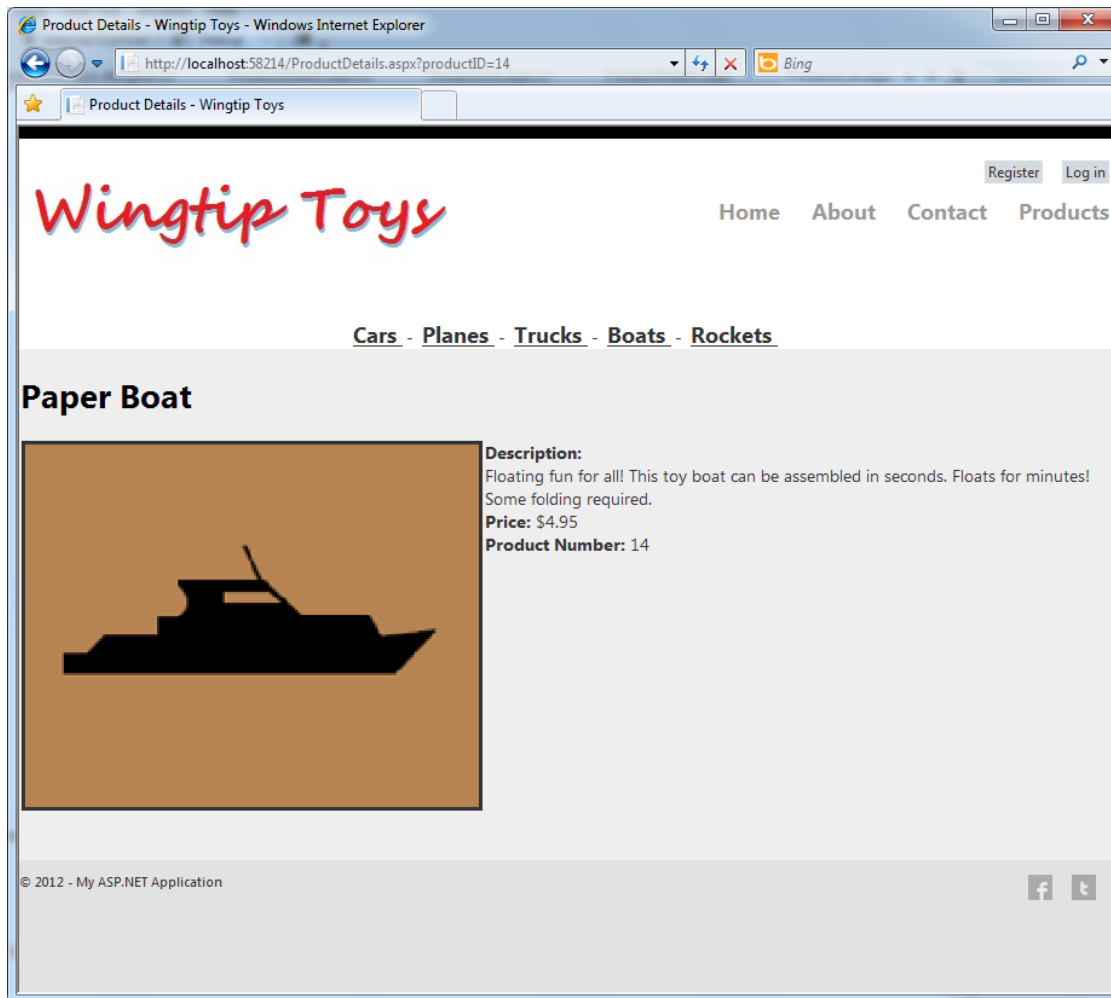 Product Details - Wingtip Toys - Windows Internet Explorer
http://localhost:58214/ProductDetails.aspx?productID=14
Bing
Product Details - Wingtip Toys
Register Log in
Wingtip Toys
Home About Contact Products
Cars - Planes - Trucks - Boats - Rockets
Paper Boat
Description:
Floating fun for all! This toy boat can be assembled in seconds. Floats for minutes!
Some folding required.
Price: $4.95
Product Number: 14
© 2012 - My ASP.NET Application